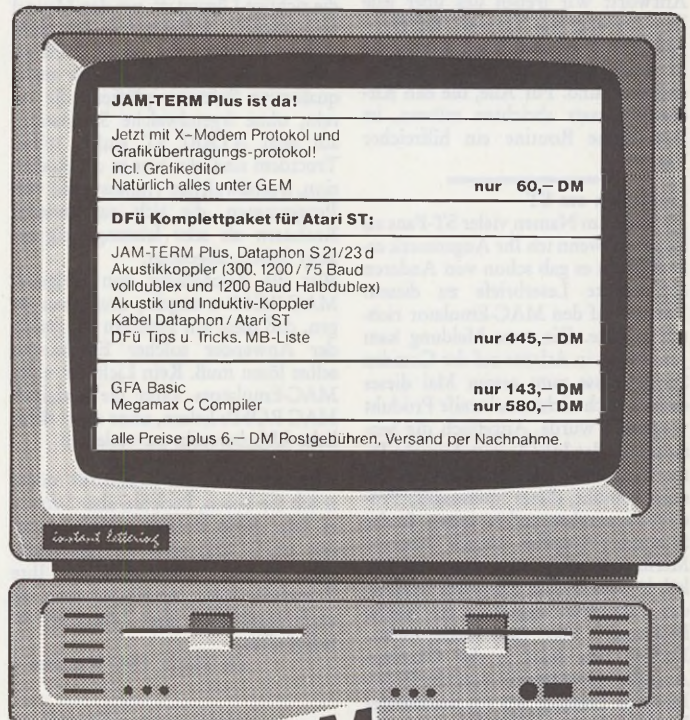 JAM-TERM Plus ist da!
Jetzt mit X-Modem Protokol und
Grafikübertragungs-protokol!
incl. Grafikeditor
Natürlich alles unter GEM nur 60,— DM
DFü Komplettpaket für Atari ST:
JAM-TERM Plus, Dataphon S 21/23 d
Akustikkoppler (300, 1200 / 75 Baud
volldublex und 1200 Baud Halbdublex)
Akustik und Induktiv-Koppler
Kabel Dataphon / Atari ST
DFü Tips u. Tricks. MB-Liste nur 445,— DM
GFA Basic nur 143,— DM
Megamax C Compiler nur 580,— DM
alle Preise plus 6,— DM Postgebühren, Versand per Nachnahme.
instant lettering